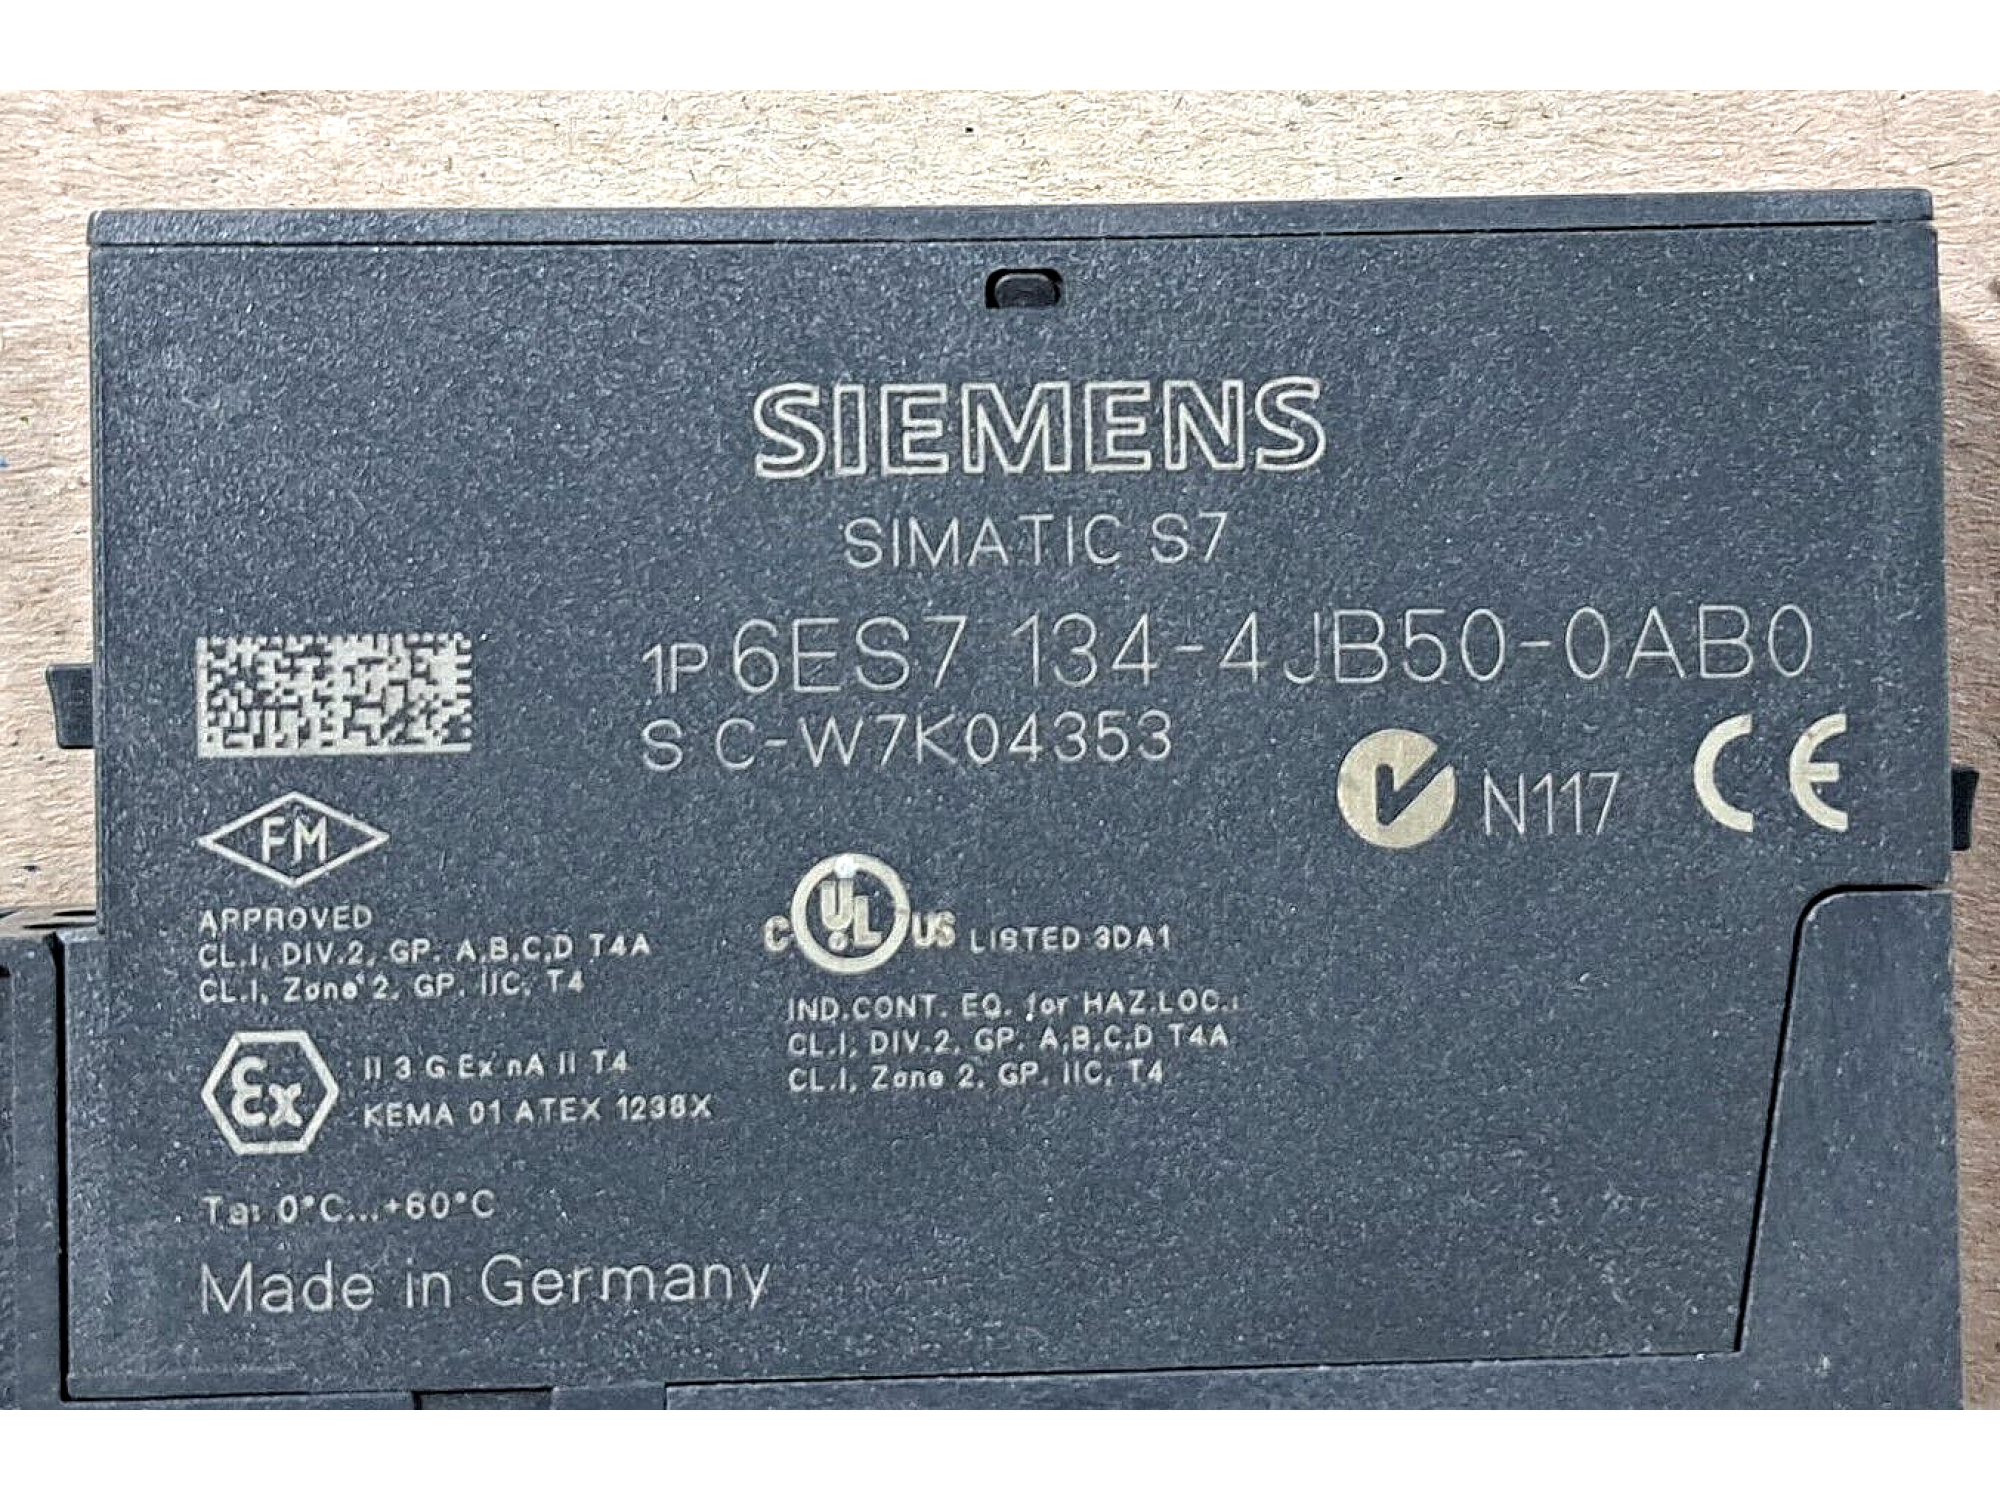 SIEMENS
SIMATIC S7
1P 6ES7 134-4JB50-0AB0
S C-W7K04353
N117 CE
FM
APPROVED
CL.I, DIV.2, GP. A,B,C,D T4A
CL.I, Zone 2, GP. IIC, T4
C UL US LISTED 3DA1
IND.CONT. EQ. for HAZ.LOC.:
CL.I, DIV.2, GP. A,B,C,D T4A
CL.I, Zone 2, GP. IIC, T4
Ex II 3 G Ex nA II T4
KEMA 01 ATEX 1238X
Ta: 0°C...+60°C
Made in Germany